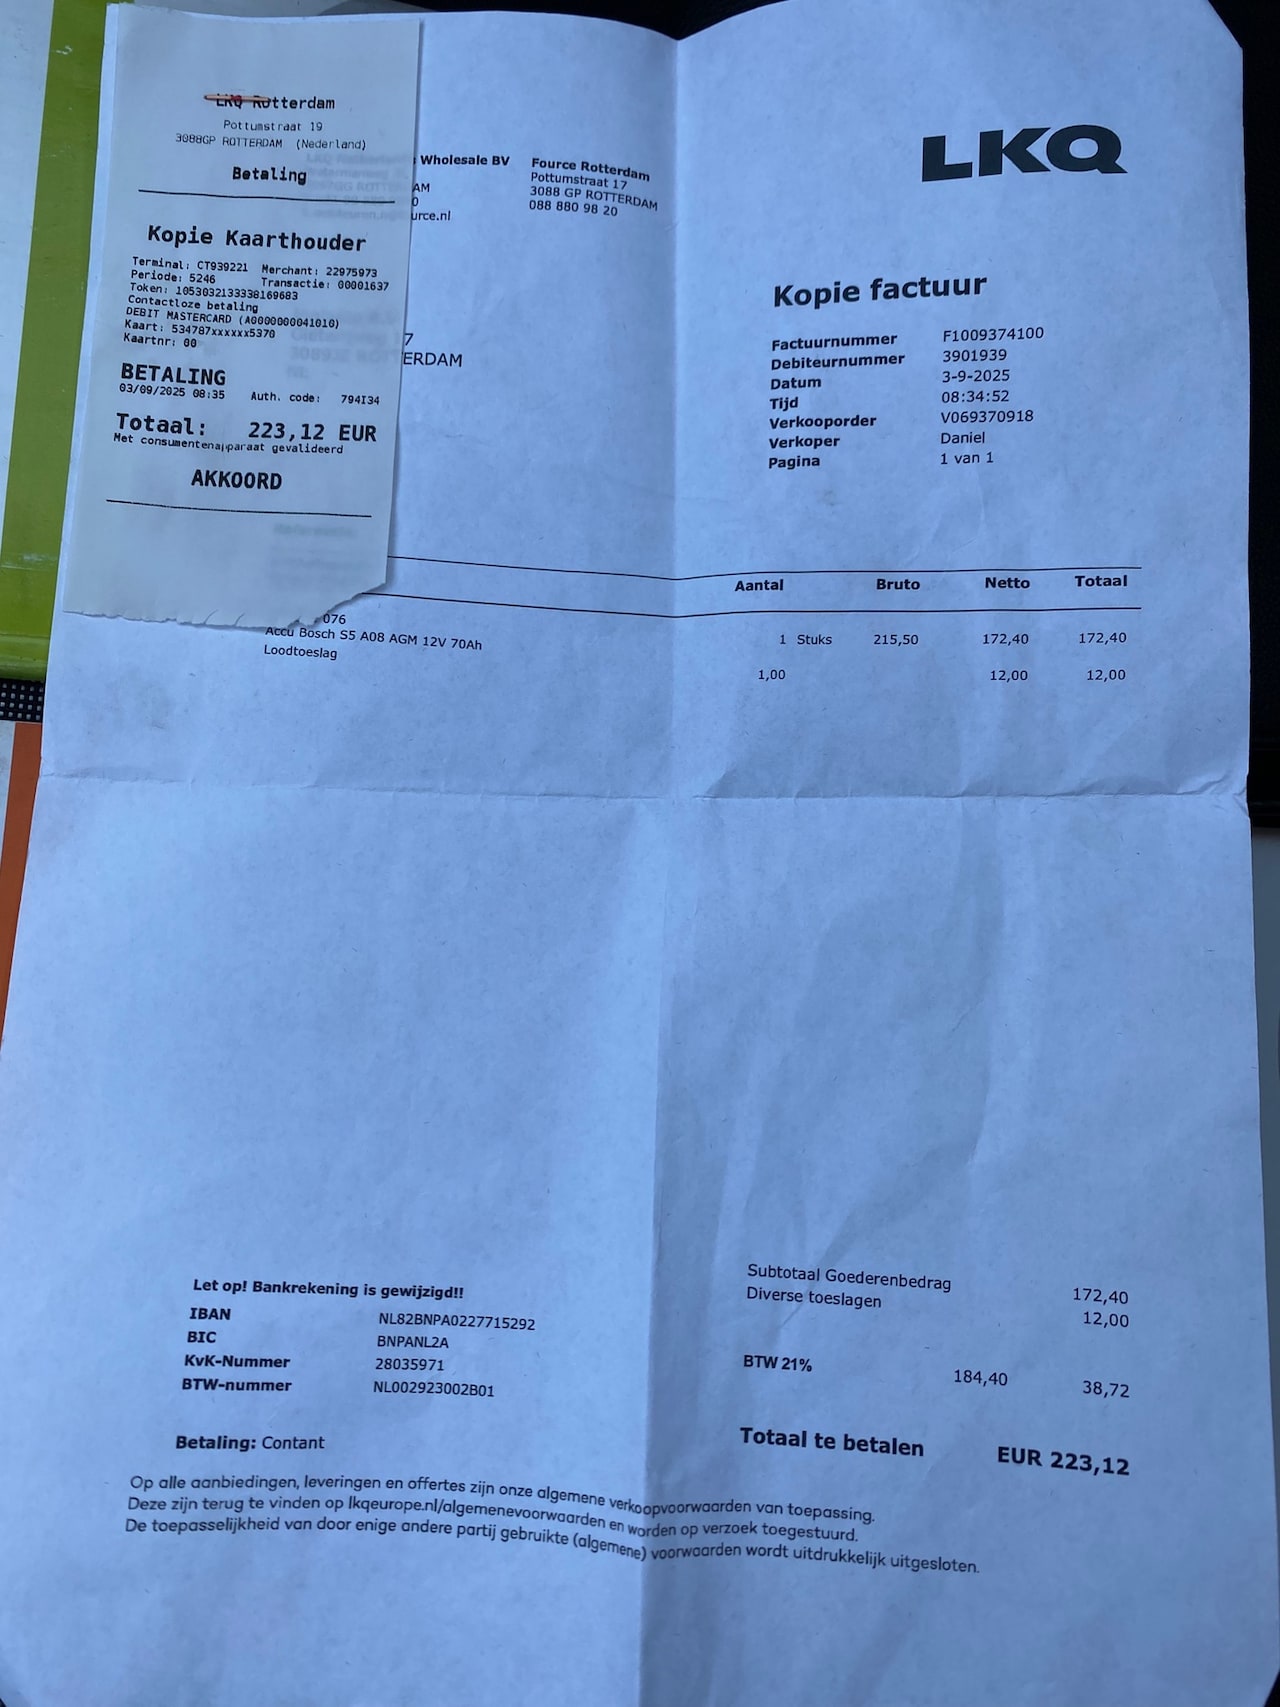 LKQ Rotterdam
Pottumstraat 19
3088GP ROTTERDAM (Nederland)
Betaling
Kopie Kaarthouder
Terminal: CT939221 Merchant: 22975973
Periode: 5246 Transactie: 00001637
Token: 1053032133338169683
Contactloze betaling
DEBIT MASTERCARD (A0000000041010)
Kaart: 534787xxxxxx5370
Kaartnr: 00
BETALING
03/09/2025 08:35 Auth. code: 794I34
Totaal: 223,12 EUR
Met consumentenapparaat gevalideerd
AKKOORD
Wholesale BV
AM
0
urce.nl
Fource Rotterdam
Pottumstraat 17
3088 GP ROTTERDAM
088 880 98 20
LKQ
7
ERDAM
Kopie factuur
Factuurnummer F1009374100
Debiteurnummer 3901939
Datum 3-9-2025
Tijd 08:34:52
Verkooporder V069370918
Verkoper Daniel
Pagina 1 van 1
Aantal Bruto Netto Totaal
076
Accu Bosch S5 A08 AGM 12V 70Ah 1 Stuks 215,50 172,40 172,40
Loodtoeslag 1,00 12,00 12,00
Let op! Bankrekening is gewijzigd!!
IBAN NL82BNPA0227715292
BIC BNPANL2A
KvK-Nummer 28035971
BTW-nummer NL002923002B01
Betaling: Contant
Subtotaal Goederenbedrag 172,40
Diverse toeslagen 12,00
BTW 21% 184,40 38,72
Totaal te betalen EUR 223,12
Op alle aanbiedingen, leveringen en offertes zijn onze algemene verkoopvoorwaarden van toepassing.
Deze zijn terug te vinden op lkqeurope.nl/algemenevoorwaarden en worden op verzoek toegestuurd.
De toepasselijkheid van door enige andere partij gebruikte (algemene) voorwaarden wordt uitdrukkelijk uitgesloten.